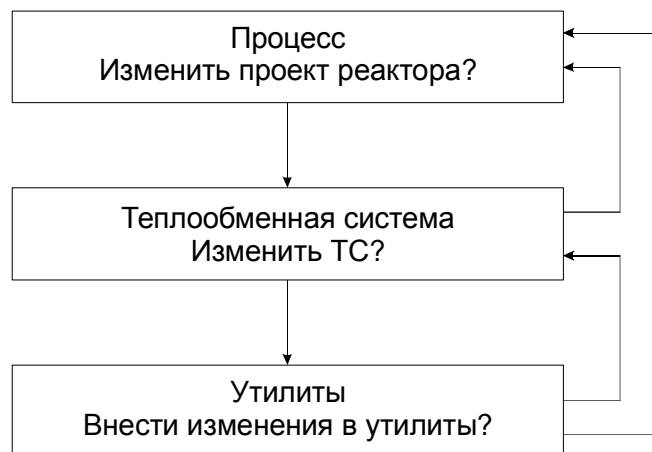 Процесс
Изменить проект реактора?
Теплообменная система
Изменить ТС?
Утилиты
Внести изменения в утилиты?